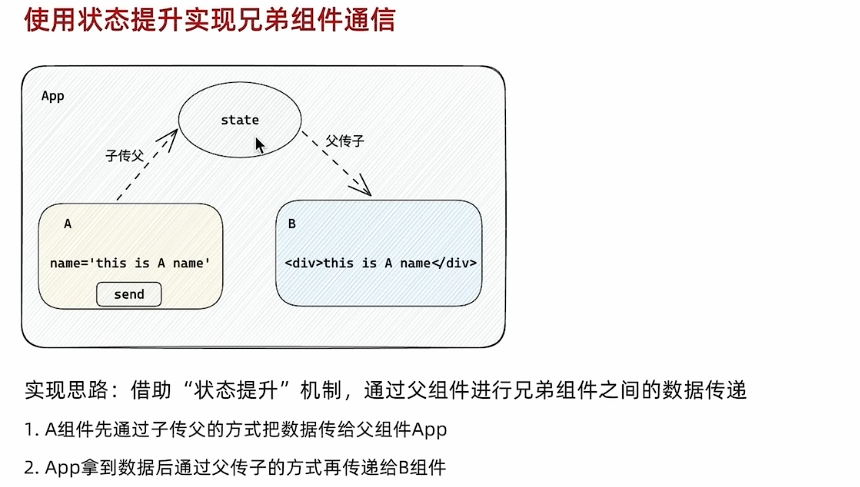 使用状态提升实现兄弟组件通信
App
state
子传父
父传子
A
B
name='this is A name'
<div>this is A name</div>
send
实现思路：借助“状态提升”机制，通过父组件进行兄弟组件之间的数据传递
1. A组件先通过子传父的方式把数据传给父组件App
2. App拿到数据后通过父传子的方式再传递给B组件